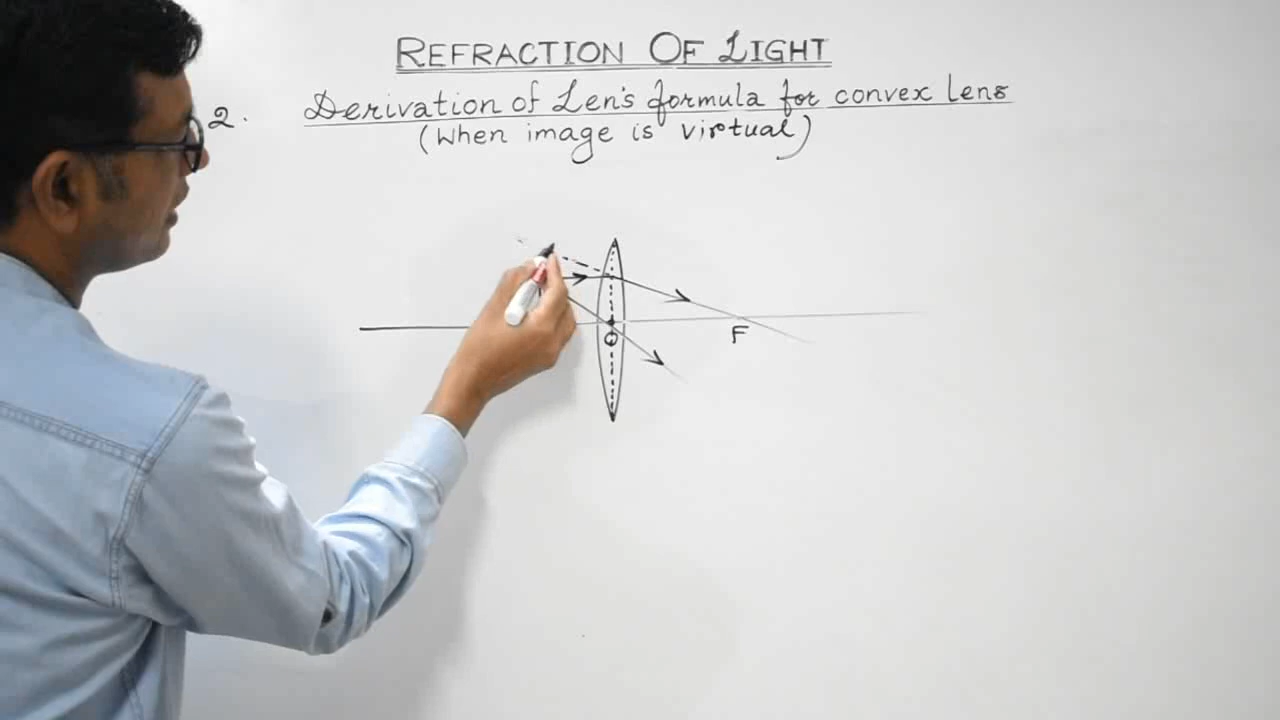 REFRACTION OF LIGHT
2. Derivation of Len's formula for convex lens
(When image is virtual)
O
F